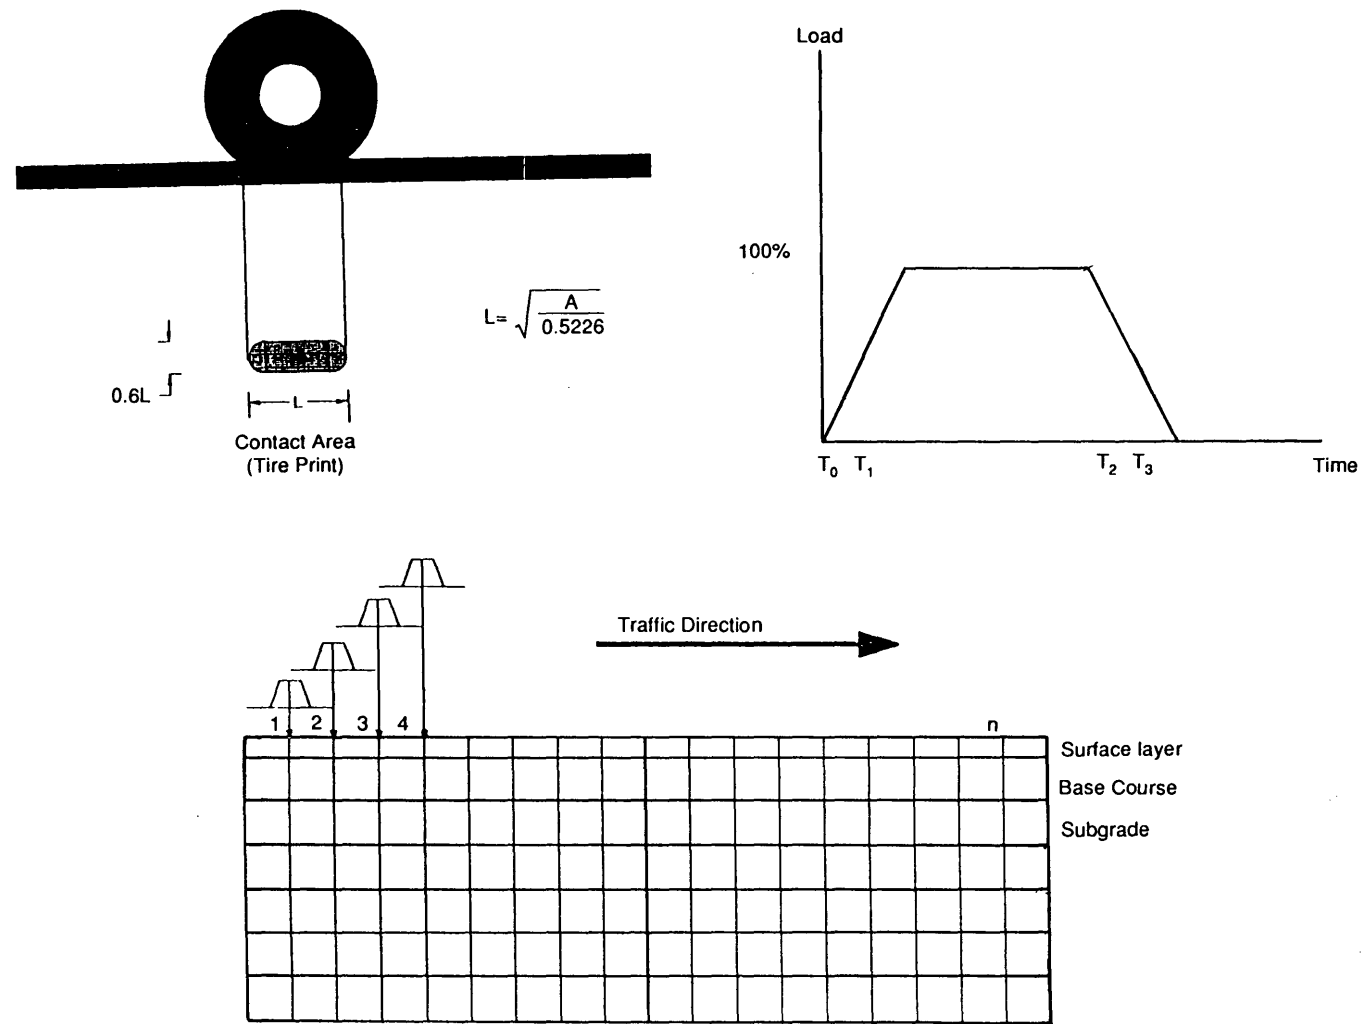 L= √ A / 0.5226
0.6L
L
Contact Area
(Tire Print)
Load
100%
T₀ T₁ T₂ T₃ Time
Traffic Direction
1 2 3 4 n
Surface layer
Base Course
Subgrade